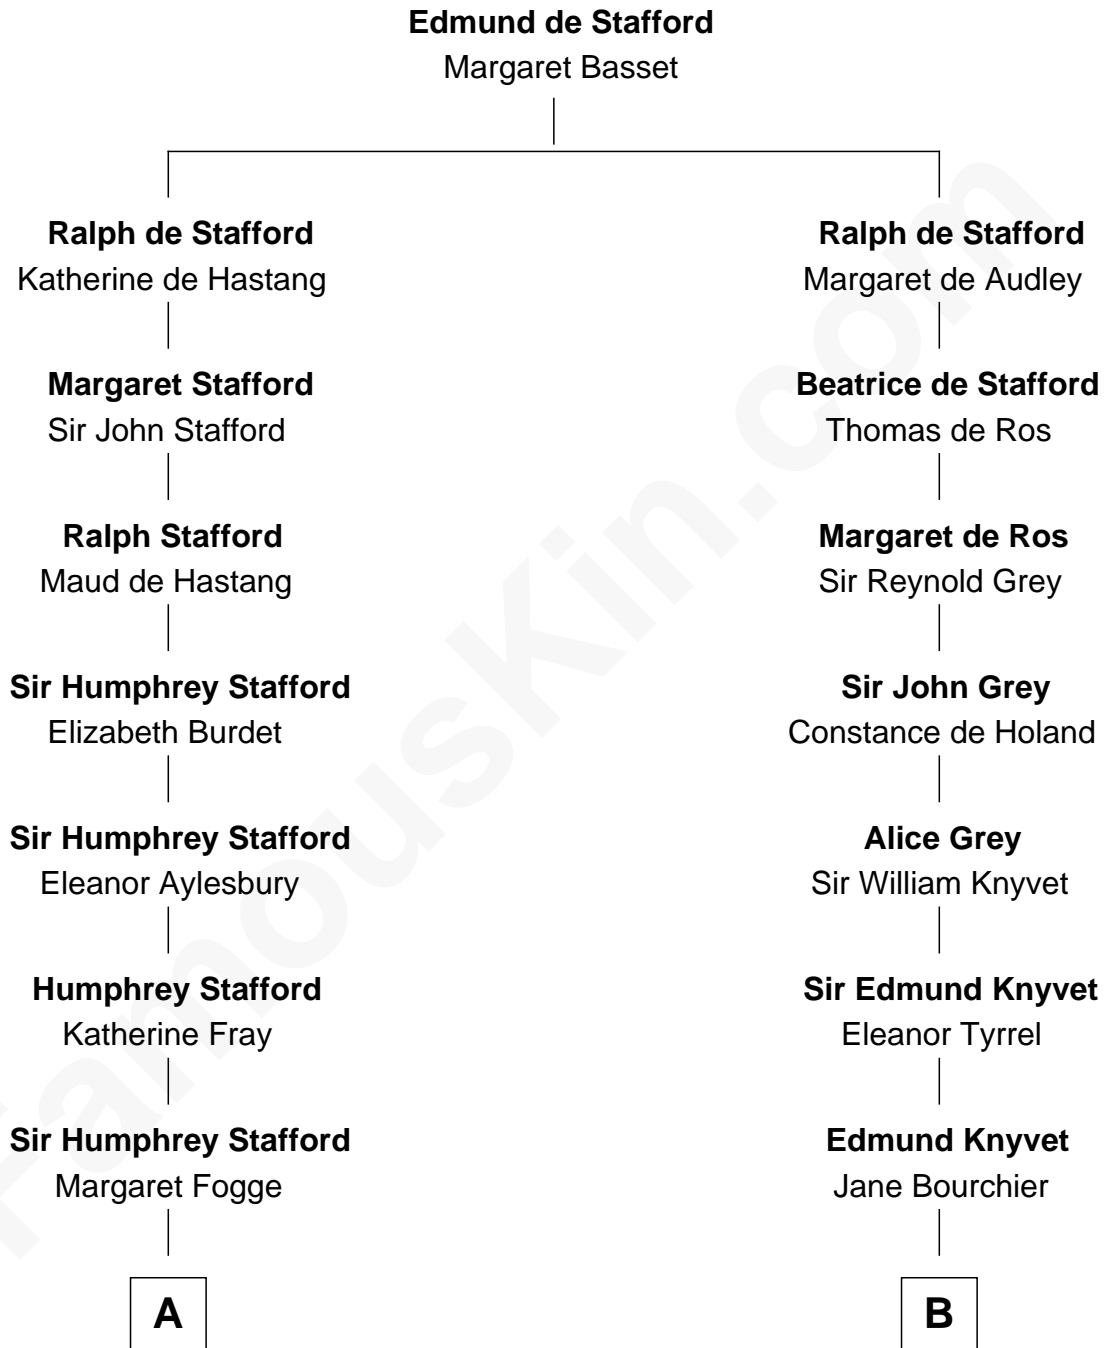 Edmund de Stafford
Margaret Basset
Ralph de Stafford
Katherine de Hastang
Margaret Stafford
Sir John Stafford
Ralph Stafford
Maud de Hastang
Sir Humphrey Stafford
Elizabeth Burdet
Sir Humphrey Stafford
Eleanor Aylesbury
Humphrey Stafford
Katherine Fray
Sir Humphrey Stafford
Margaret Fogge
A
Ralph de Stafford
Margaret de Audley
Beatrice de Stafford
Thomas de Ros
Margaret de Ros
Sir Reynold Grey
Sir John Grey
Constance de Holand
Alice Grey
Sir William Knyvet
Sir Edmund Knyvet
Eleanor Tyrrel
Edmund Knyvet
Jane Bourchier
B
FamousKin.com